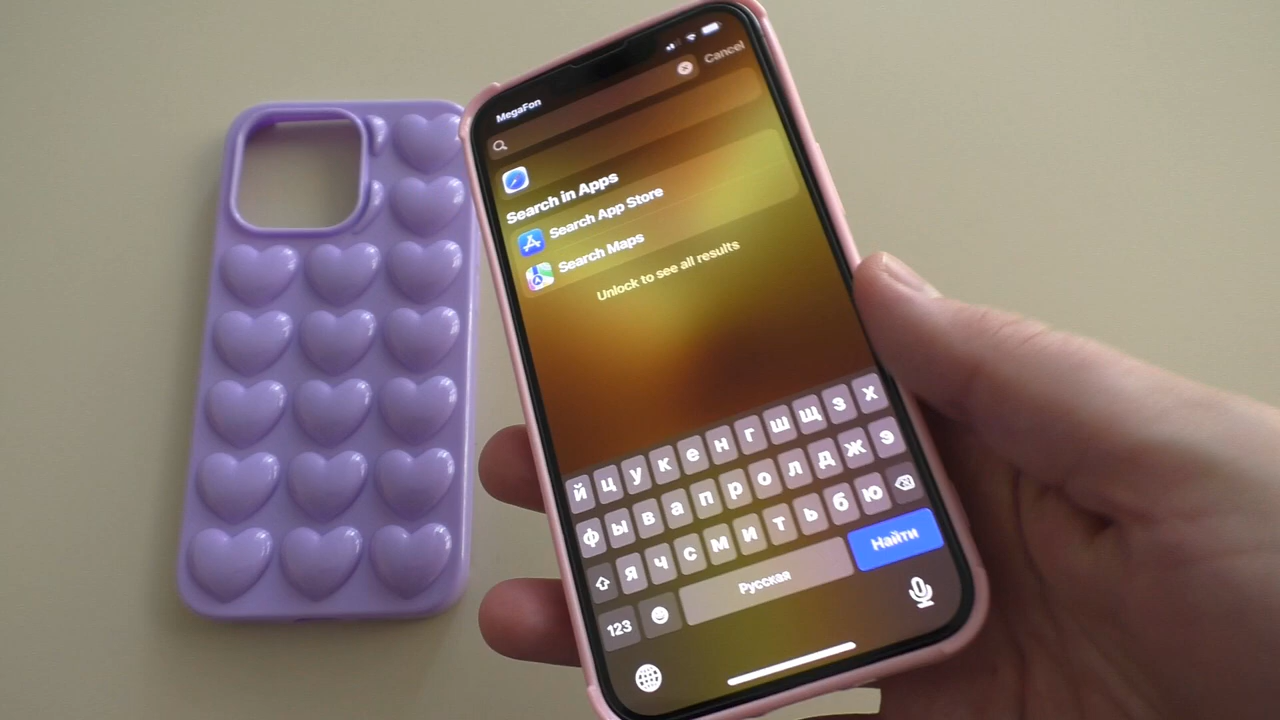 MegaFon
Cancel
Search in Apps
Search App Store
Search Maps
Unlock to see all results
й ц у к е н г ш щ з х
ф ы в а п р о л д ж э
я ч с м и т ь б ю
123 Русская Найти